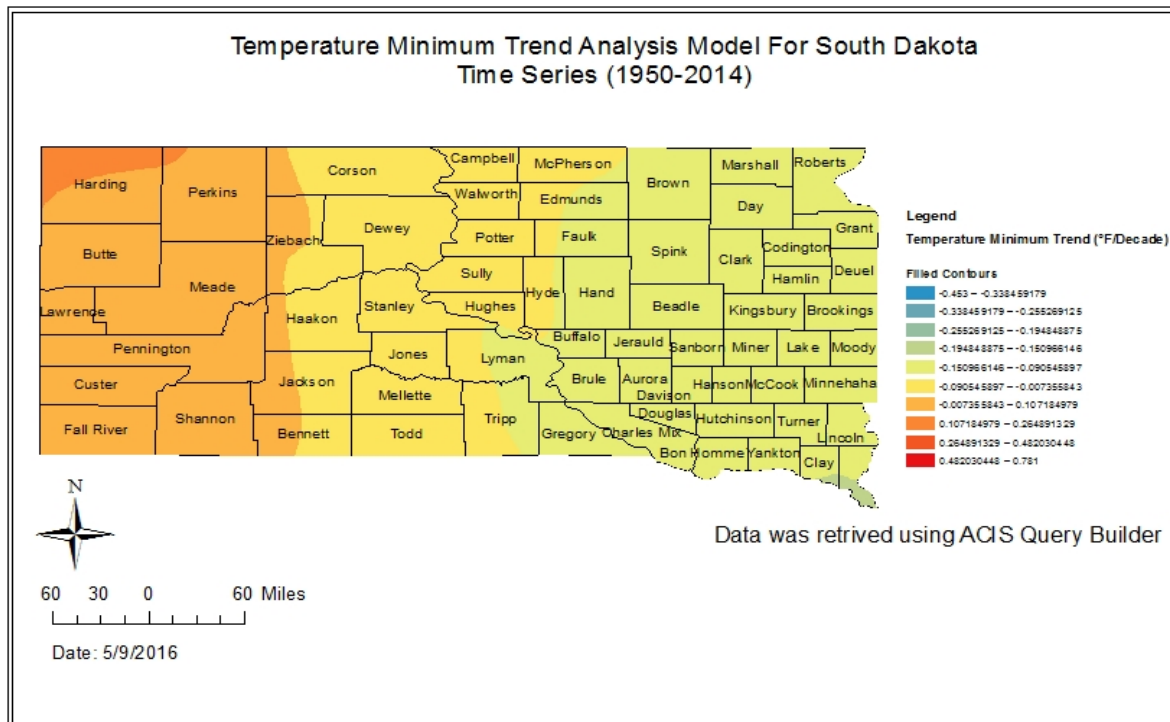 Temperature Minimum Trend Analysis Model For South Dakota
Time Series (1950-2014)
Harding
Perkins
Corson
Campbell
McPherson
Brown
Marshall
Roberts
Walworth
Edmunds
Day
Butte
Ziebach
Dewey
Potter
Faulk
Spink
Grant
Codington
Clark
Deuel
Hamlin
Meade
Sully
Hyde
Hand
Lawrence
Haakon
Stanley
Hughes
Beadle
Kingsbury
Brookings
Pennington
Jones
Lyman
Buffalo
Jerauld
Sanborn
Miner
Lake
Moody
Custer
Jackson
Mellette
Brule
Aurora
Davison
Hanson
McCook
Minnehaha
Fall River
Shannon
Bennett
Todd
Tripp
Gregory
Charles Mix
Douglas
Hutchinson
Turner
Lincoln
Bon Homme
Yankton
Clay
Legend
Temperature Minimum Trend (°F/Decade)
Filled Contours
-0.453 – -0.338459179
-0.338459179 – -0.255269125
-0.255269125 – -0.194848875
-0.194848875 – -0.150966146
-0.150966146 – -0.090545897
-0.090545897 – -0.007355843
-0.007355843 – 0.107184979
0.107184979 – 0.264891329
0.264891329 – 0.482030448
0.482030448 – 0.781
N
Data was retrived using ACIS Query Builder
60 30 0 60 Miles
Date: 5/9/2016